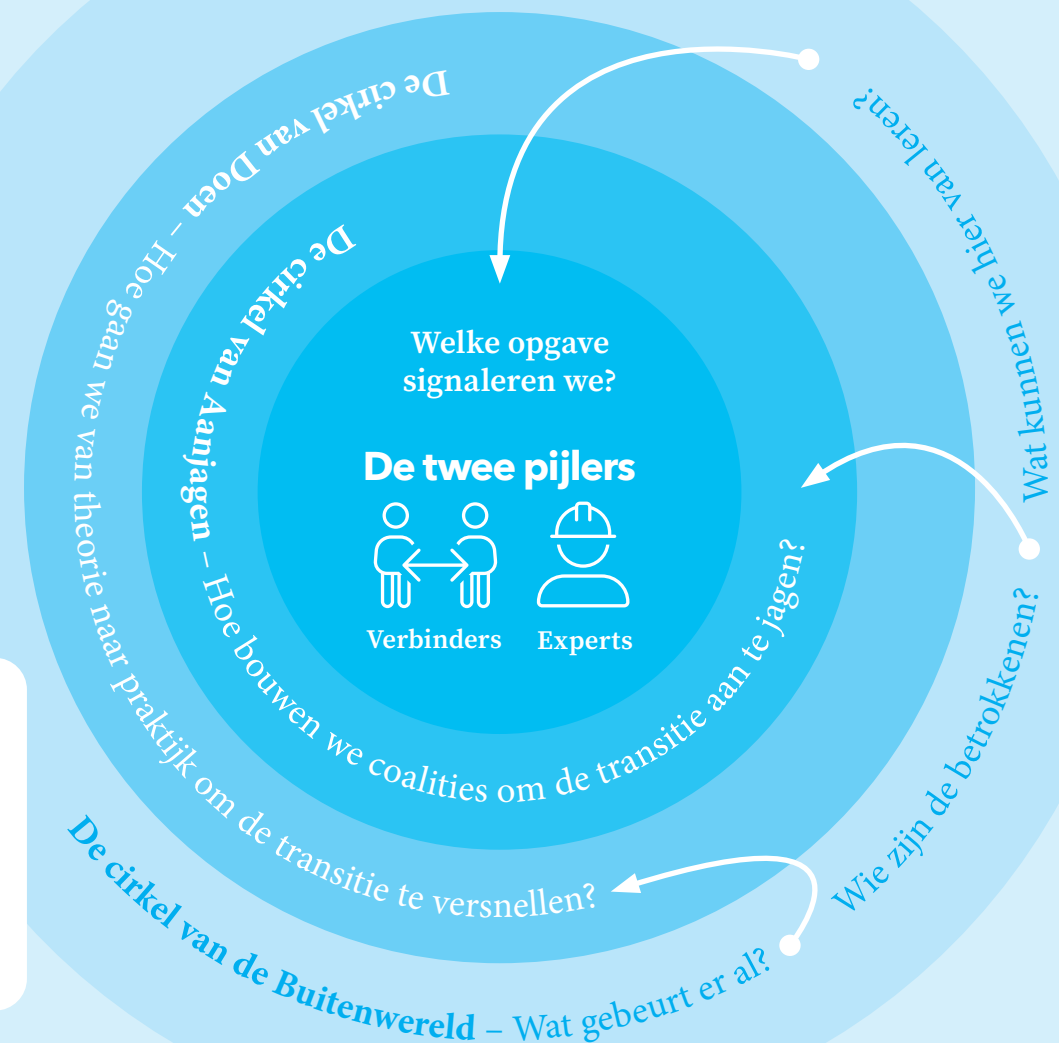 Welke opgave
signaleren we?
De twee pijlers
Verbinders
Experts
De cirkel van Aanjagen – Hoe bouwen we coalities om de transitie aan te jagen?
De cirkel van Doen – Hoe gaan we van theorie naar praktijk om de transitie te versnellen?
De cirkel van de Buitenwereld – Wat gebeurt er al?
Wie zijn de betrokkenen?
Wat kunnen we hier van leren?